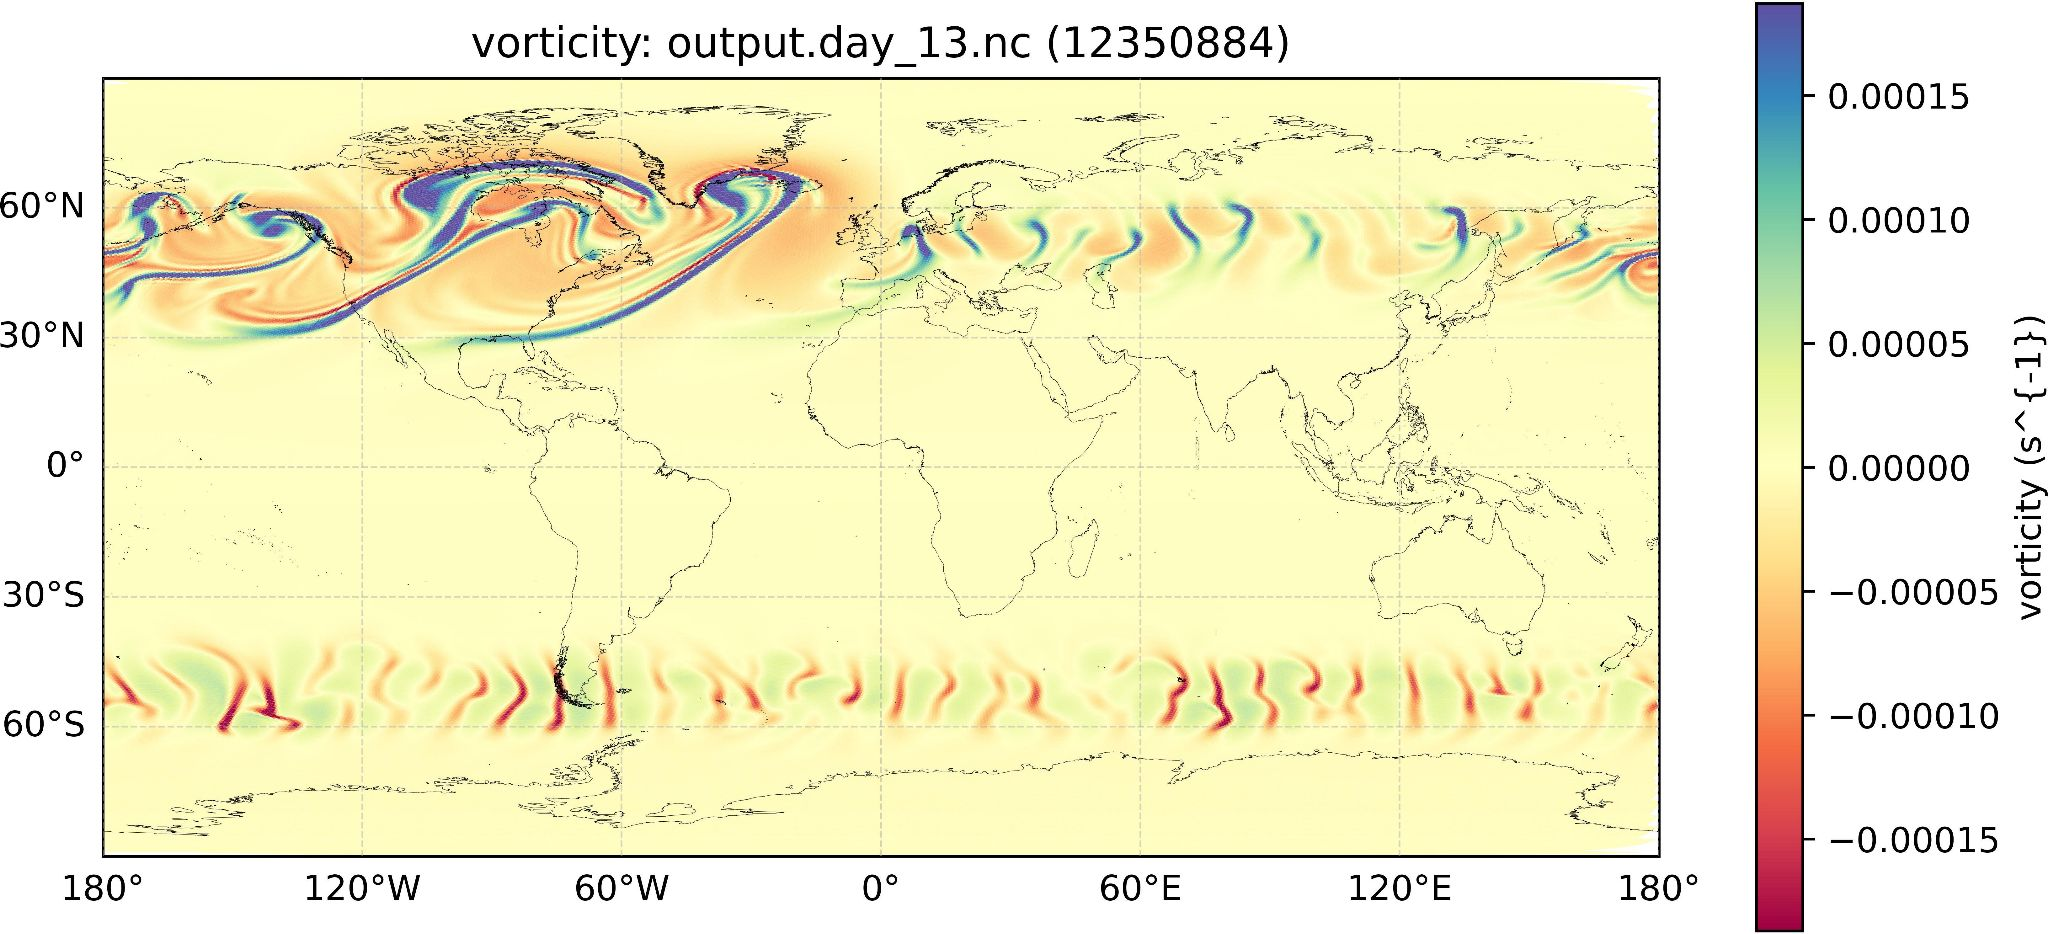 vorticity: output.day_13.nc (12350884)
60°N
30°N
0°
30°S
60°S
180°
120°W
60°W
0°
60°E
120°E
180°
0.00015
0.00010
0.00005
0.00000
−0.00005
−0.00010
−0.00015
vorticity (s^{-1})